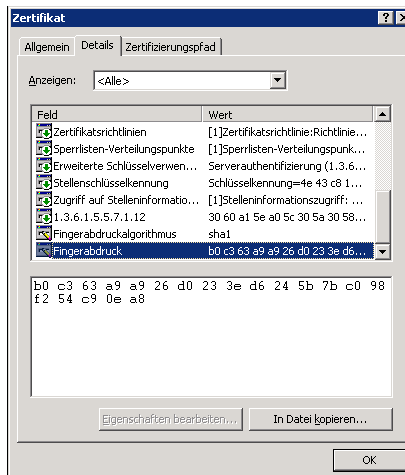 Zertifikat
Allgemein Details Zertifizierungspfad
Anzeigen: <Alle>
Feld Wert
Zertifikatsrichtlinien [1]Zertifikatrichtlinie:Richtlinie...
Sperrlisten-Verteilungspunkte [1]Sperrlisten-Verteilungspunk...
Erweiterte Schlüsselverwen... Serverauthentifizierung (1.3.6...
Stellenschlüsselkennung Schlüsselkennung=4e 43 c8 1...
Zugriff auf Stelleninformatio... [1]Stelleninformationszugriff: ...
1.3.6.1.5.5.7.1.12 30 60 a1 5e a0 5c 30 5a 30 58...
Fingerabdruckalgorithmus sha1
Fingerabdruck b0 c3 63 a9 a9 26 d0 23 3e d6...
b0 c3 63 a9 a9 26 d0 23 3e d6 24 5b 7b c0 98
f2 54 c9 0e a8
Eigenschaften bearbeiten... In Datei kopieren...
OK